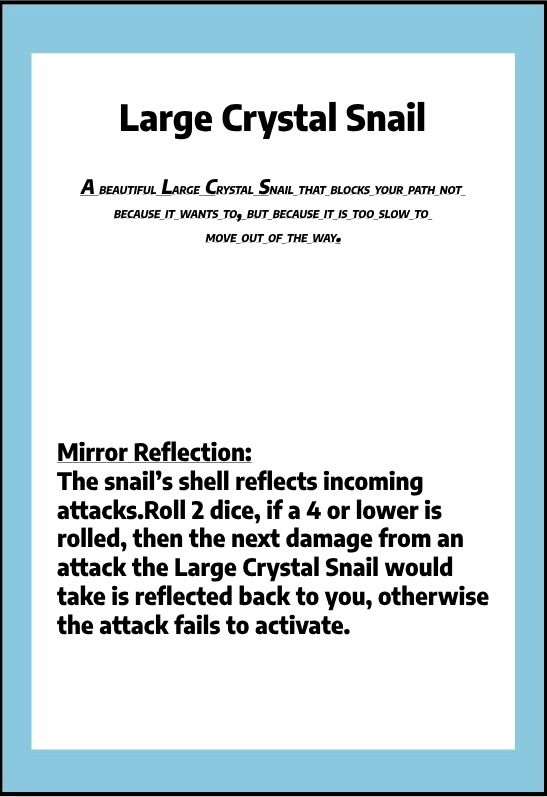 Large Crystal Snail
A beautiful Large Crystal Snail that blocks your path not
because it wants to, but because it is too slow to
move out of the way.
Mirror Reflection:
The snail’s shell reflects incoming
attacks.Roll 2 dice, if a 4 or lower is
rolled, then the next damage from an
attack the Large Crystal Snail would
take is reflected back to you, otherwise
the attack fails to activate.